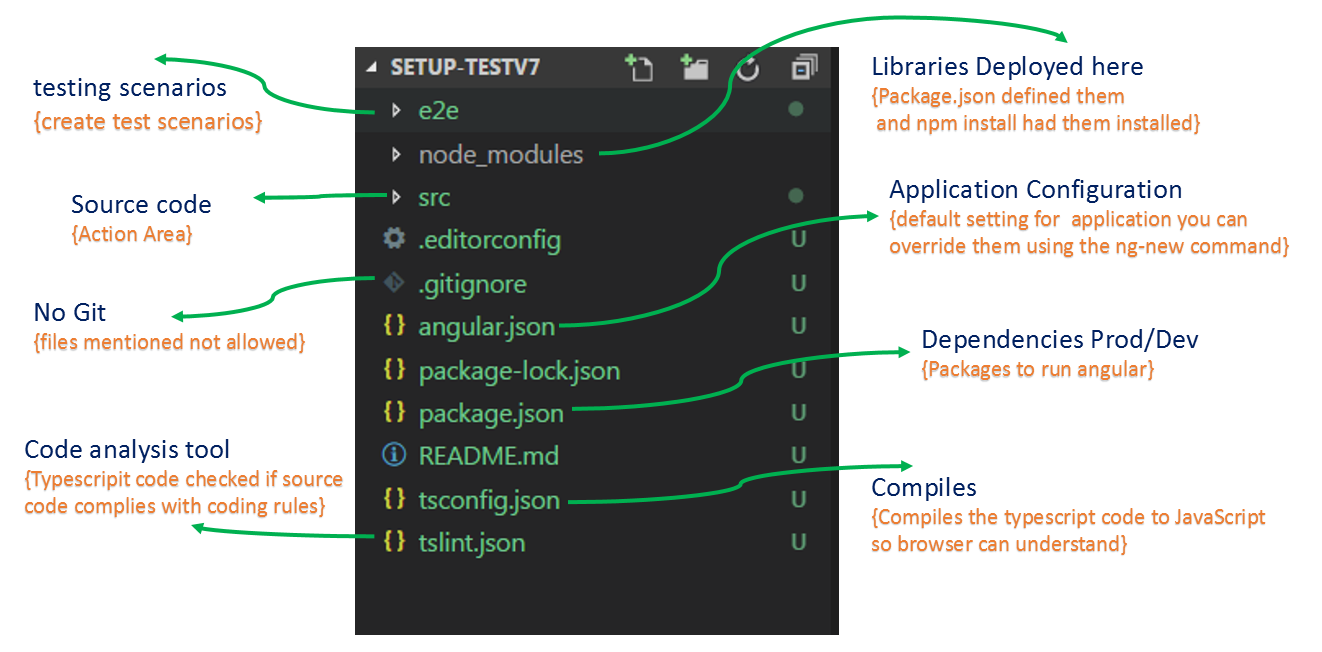 testing scenarios
{create test scenarios}
Source code
{Action Area}
No Git
{files mentioned not allowed}
Code analysis tool
{Typescripit code checked if source
code complies with coding rules}
SETUP-TESTV7
e2e
node_modules
src
.editorconfig U
.gitignore U
angular.json U
package-lock.json U
package.json U
README.md U
tsconfig.json U
tslint.json U
Libraries Deployed here
{Package.json defined them
and npm install had them installed}
Application Configuration
{default setting for application you can
override them using the ng-new command}
Dependencies Prod/Dev
{Packages to run angular}
Compiles
{Compiles the typescript code to JavaScript
so browser can understand}